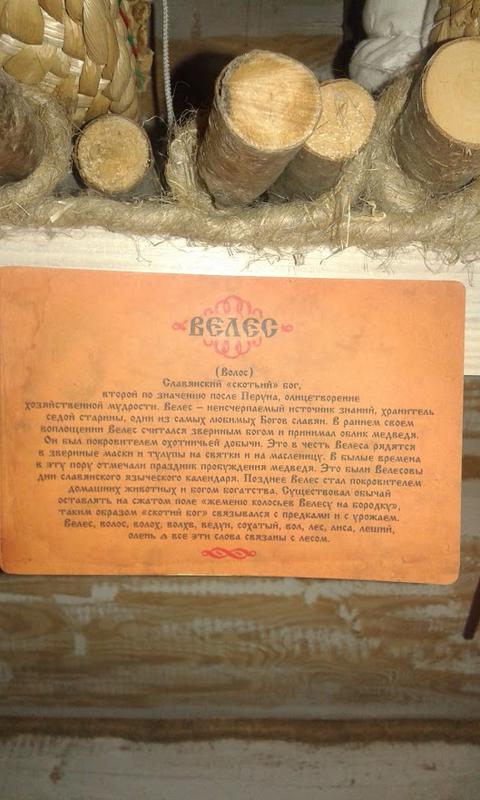 ВЕЛЕС
(Волос)
Славянский «скотьий» бог,
второй по значению после Перуна, олицетворение
хозяйственной мудрости. Велес – неисчерпаемый источник знаний, хранитель
седой старины, один из самых любимых Богов славян. В раннем своем
воплощении Велес считался звериным богом и принимал облик медведя.
Он был покровителем охотничьей добычи. Это в честь Велеса рядятся
в звериные маски и тулупы на святки и на масленицу. В былые времена
в эту пору отмечали праздник пробуждения медведя. Это были Велесовы
дни славянского языческого календаря. Позднее Велес стал покровителем
домашних животных и богом богатства. Существовал обычай
оставлять на сжатом поле «жменю колосьев Велесу на бородку»,
таким образом «скотий бог» связывался с предками и с урожаем.
Велес, волос, волох, волхв, ведун, сохатый, вол, лес, лиса, леший,
олень – все эти слова связаны с лесом.